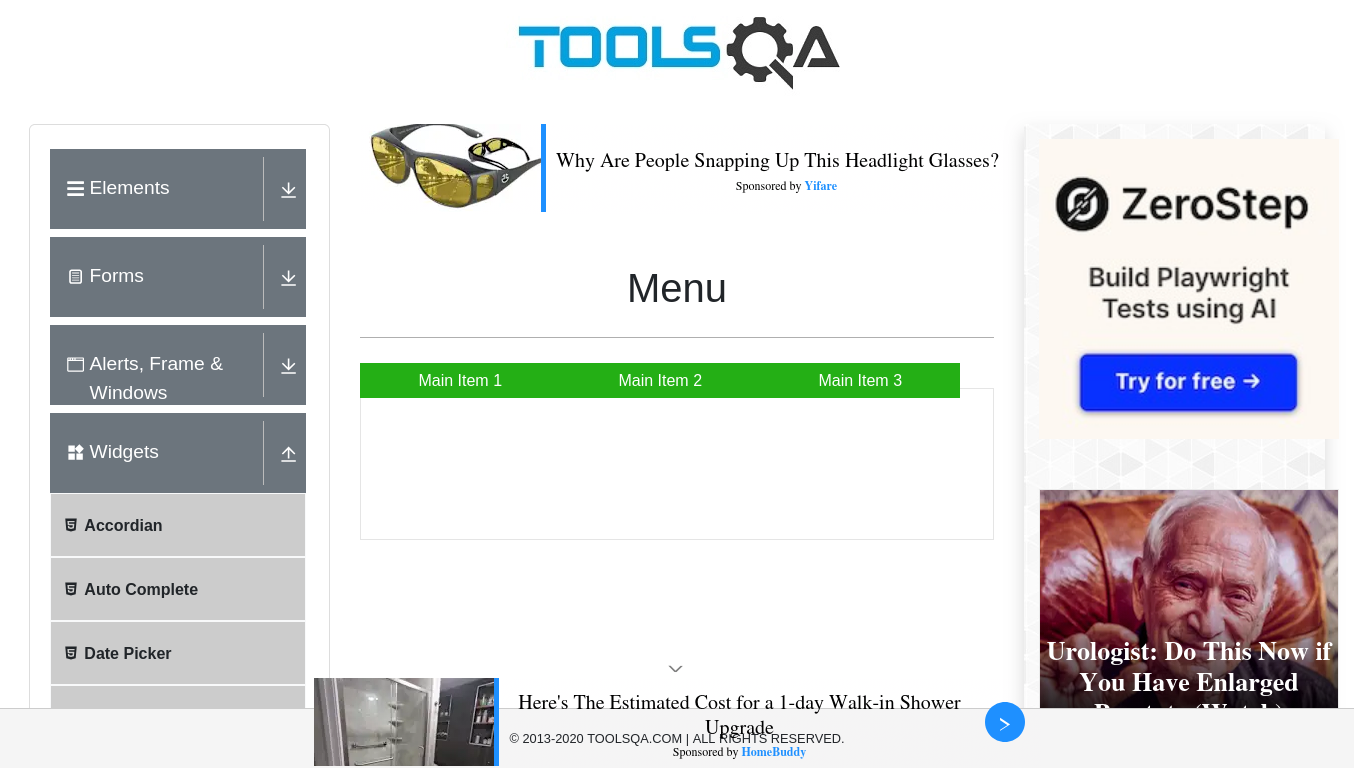 TOOLSQA
Elements
Forms
Alerts, Frame &
Windows
Widgets
Accordian
Auto Complete
Date Picker
Why Are People Snapping Up This Headlight Glasses?
Sponsored by Yifare
Menu
Main Item 1
Main Item 2
Main Item 3
ZeroStep
Build Playwright
Tests using AI
Try for free →
Urologist: Do This Now if
You Have Enlarged
Prostate (Watch)
Here's The Estimated Cost for a 1-day Walk-in Shower
Upgrade
Sponsored by HomeBuddy
© 2013-2020 TOOLSQA.COM | ALL RIGHTS RESERVED.